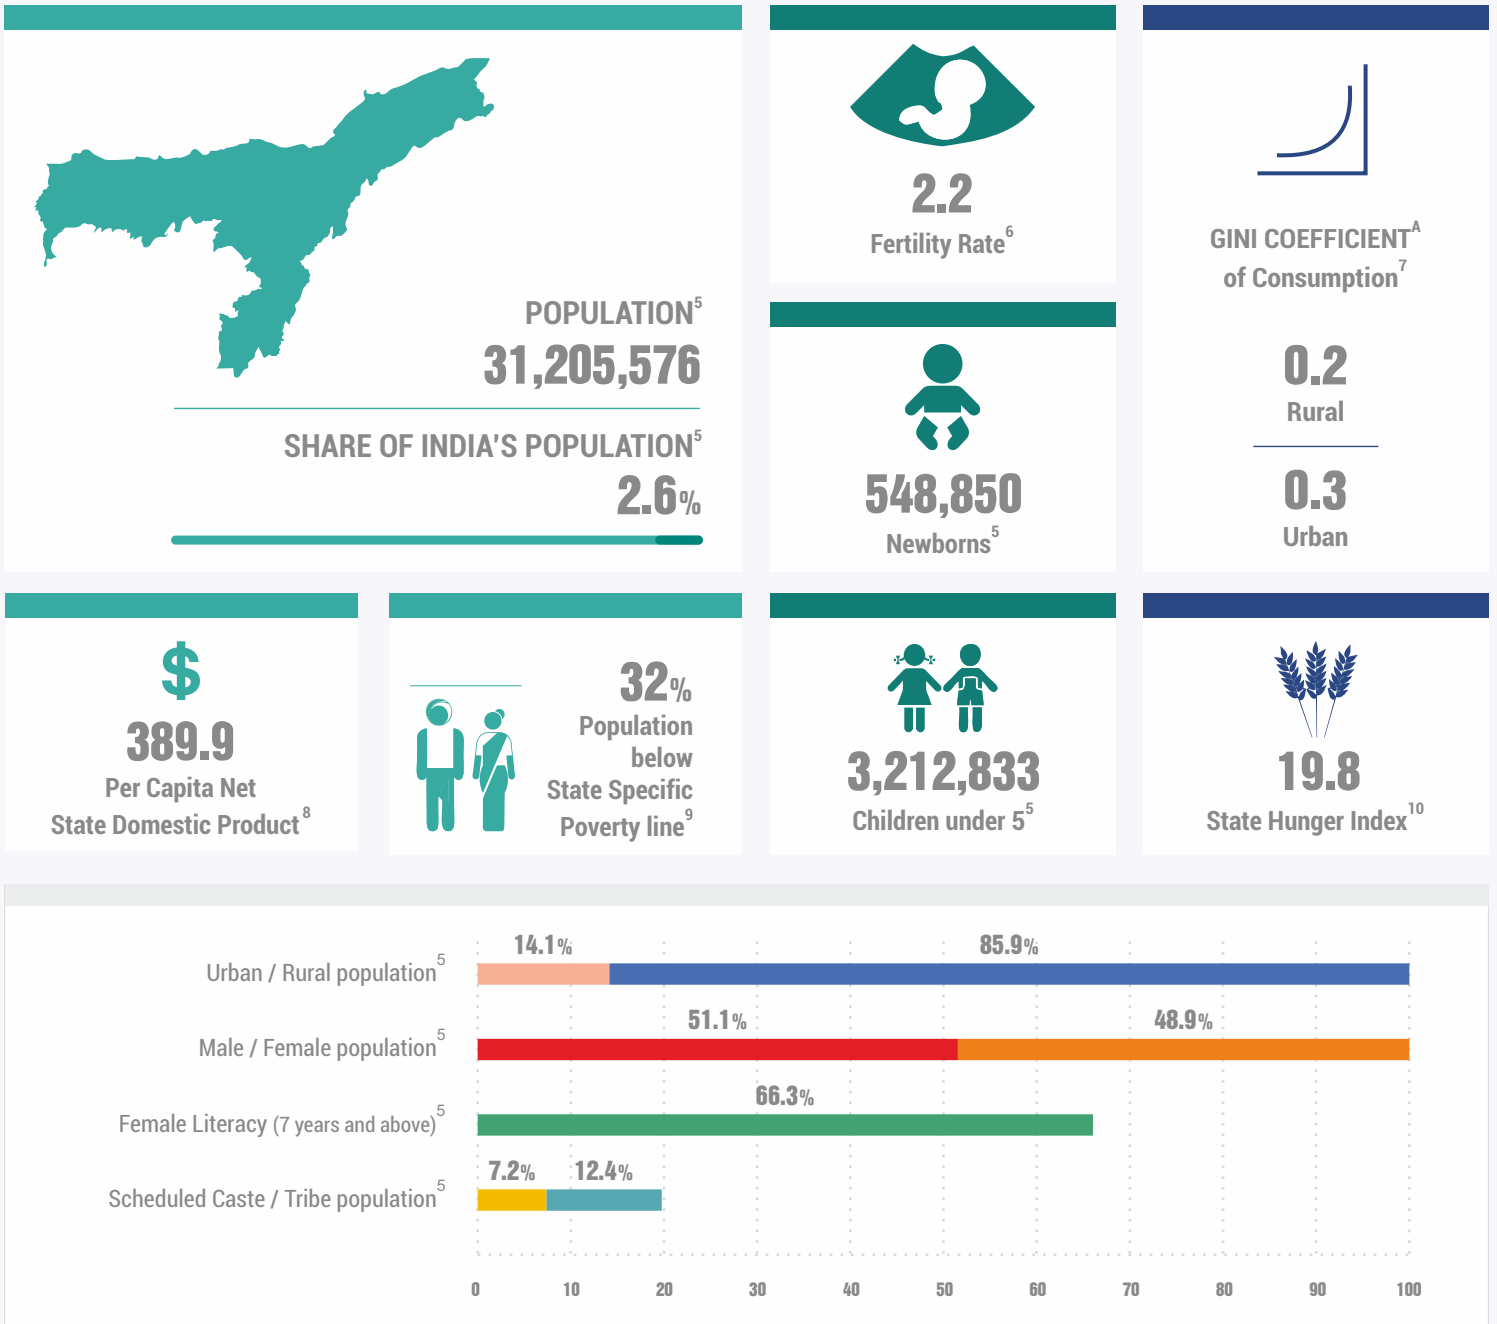 POPULATION5
31,205,576
SHARE OF INDIA'S POPULATION5
2.6%
2.2
Fertility Rate6
548,850
Newborns5
GINI COEFFICIENTA
of Consumption7
0.2
Rural
0.3
Urban
$
389.9
Per Capita Net
State Domestic Product8
32%
Population
below
State Specific
Poverty line9
3,212,833
Children under 55
19.8
State Hunger Index10
14.1% 85.9%
Urban / Rural population5
51.1% 48.9%
Male / Female population5
66.3%
Female Literacy (7 years and above)5
7.2% 12.4%
Scheduled Caste / Tribe population5
0 10 20 30 40 50 60 70 80 90 100